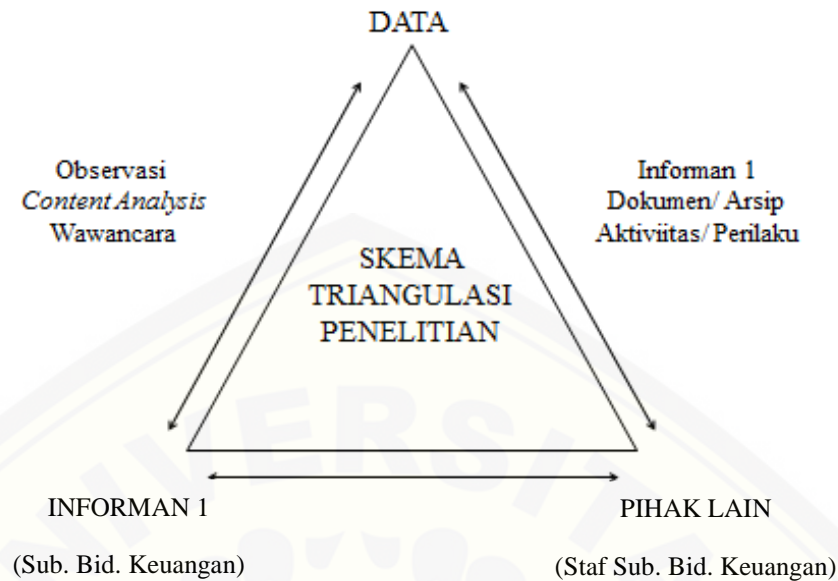 DATA
Observasi
Content Analysis
Wawancara
Informan 1
Dokumen/ Arsip
Aktiviitas/ Perilaku
SKEMA
TRIANGULASI
PENELITIAN
INFORMAN 1
(Sub. Bid. Keuangan)
PIHAK LAIN
(Staf Sub. Bid. Keuangan)